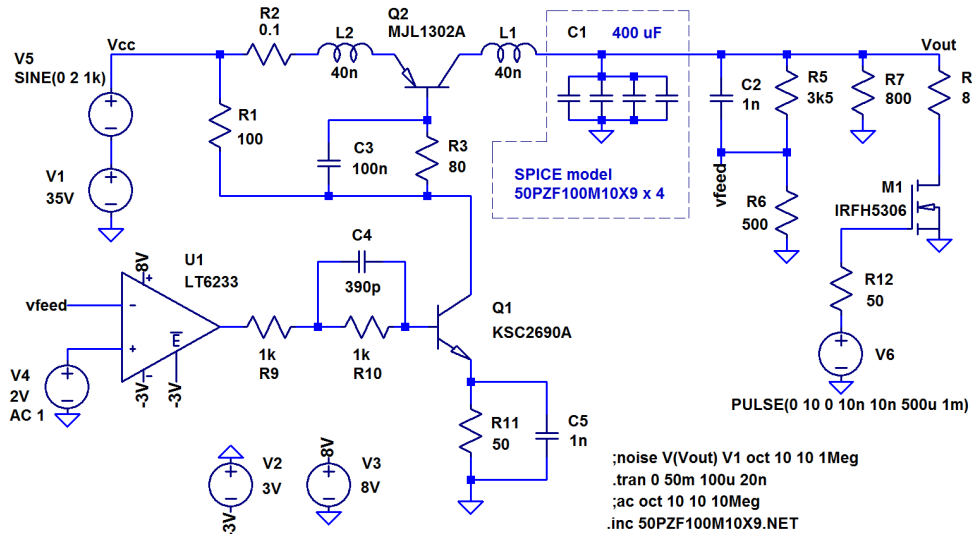 V5
SINE(0 2 1k)
Vcc
R2
0.1
L2
40n
Q2
MJL1302A
L1
40n
C1
400 uF
Vout
R1
100
C3
100n
R3
80
C2
1n
R5
3k5
R7
800
R
8
V1
35V
SPICE model
50PZF100M10X9 x 4
vfeed
R6
500
M1
IRFH5306
U1
LT6233
8V
+
vfeed
-
+
E
-
-3V
-3V
V4
2V
AC 1
1k
R9
C4
390p
1k
R10
Q1
KSC2690A
R12
50
V6
PULSE(0 10 0 10n 10n 500u 1m)
R11
50
C5
1n
V2
3V
-3V
8V
V3
8V
;noise V(Vout) V1 oct 10 10 1Meg
.tran 0 50m 100u 20n
;ac oct 10 10 10Meg
.inc 50PZF100M10X9.NET